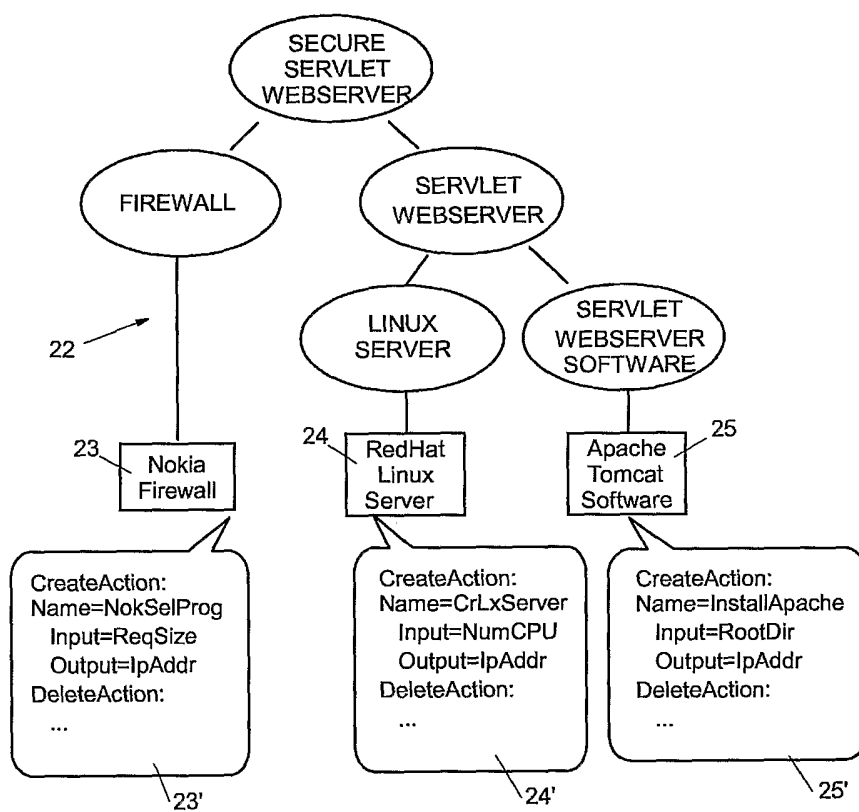 SECURE
SERVLET
WEBSERVER
FIREWALL
SERVLET
WEBSERVER
LINUX
SERVER
SERVLET
WEBSERVER
SOFTWARE
22
23
Nokia
Firewall
24
RedHat
Linux
Server
25
Apache
Tomcat
Software
CreateAction:
Name=NokSelProg
Input=ReqSize
Output=IpAddr
DeleteAction:
...
23'
CreateAction:
Name=CrLxServer
Input=NumCPU
Output=IpAddr
DeleteAction:
...
24'
CreateAction:
Name=InstallApache
Input=RootDir
Output=IpAddr
DeleteAction:
...
25'